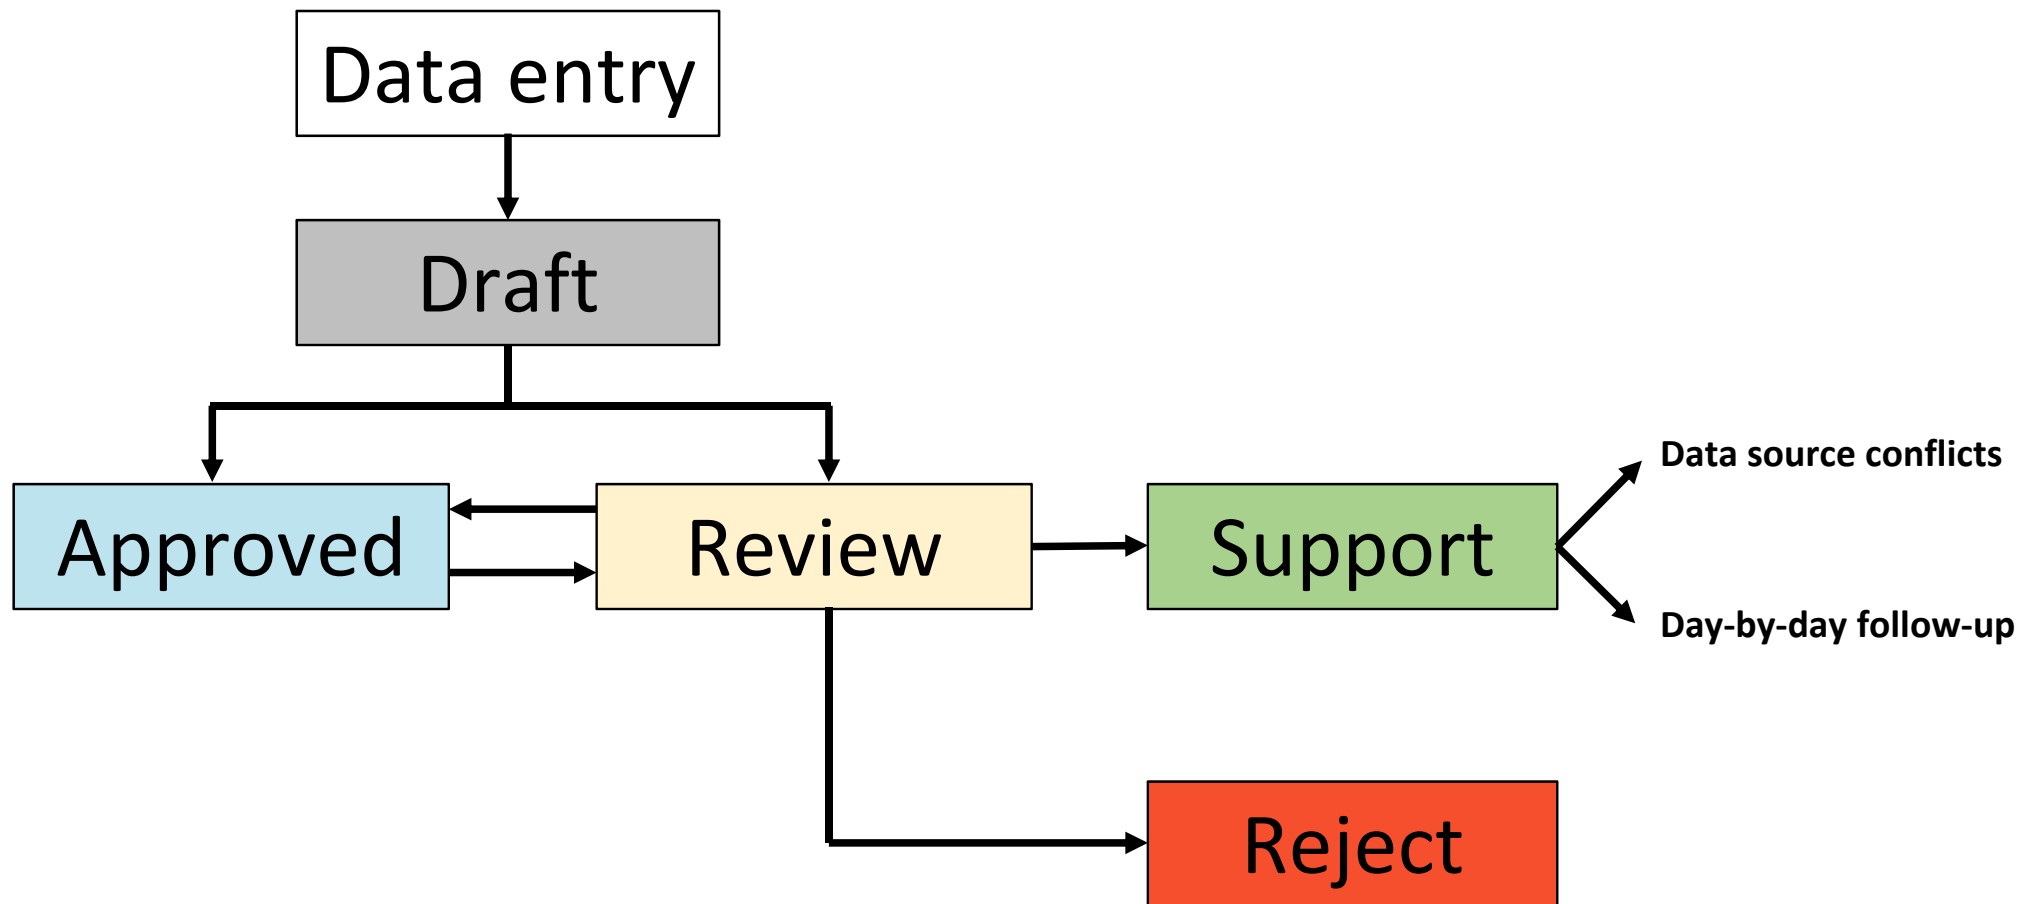 Data entry
Draft
Approved
Review
Support
Data source conflicts
Day-by-day follow-up
Reject